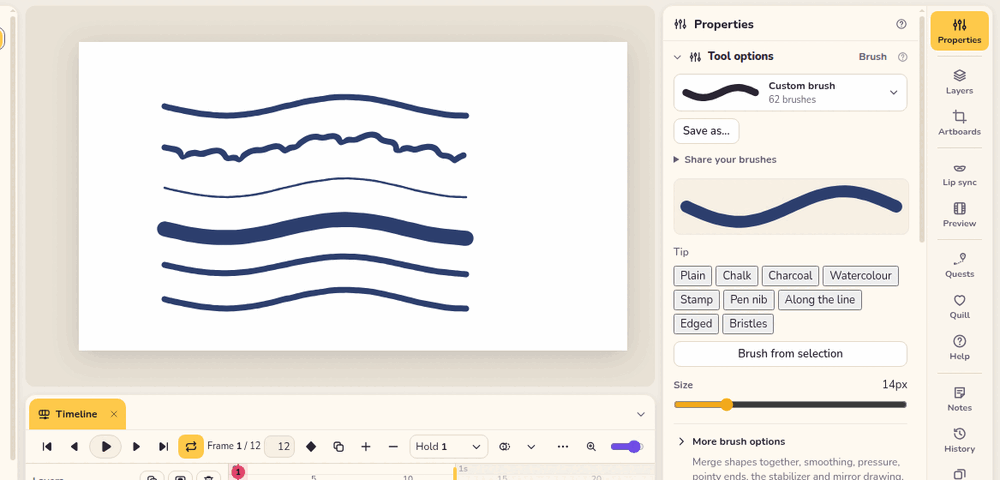 Properties
Tool options
Brush
Custom brush
62 brushes
Save as...
Share your brushes
Tip
Plain
Chalk
Charcoal
Watercolour
Stamp
Pen nib
Along the line
Edged
Bristles
Brush from selection
Size
14px
More brush options
Merge shapes together, smoothing, pressure,
pointy ends, the stabilizer and mirror drawing.
Properties
Layers
Artboards
Lip sync
Preview
Quests
Quill
Help
Notes
History
Timeline
Frame 1 / 12
12
Hold 1
Layers
1
5
10
1s
15
20